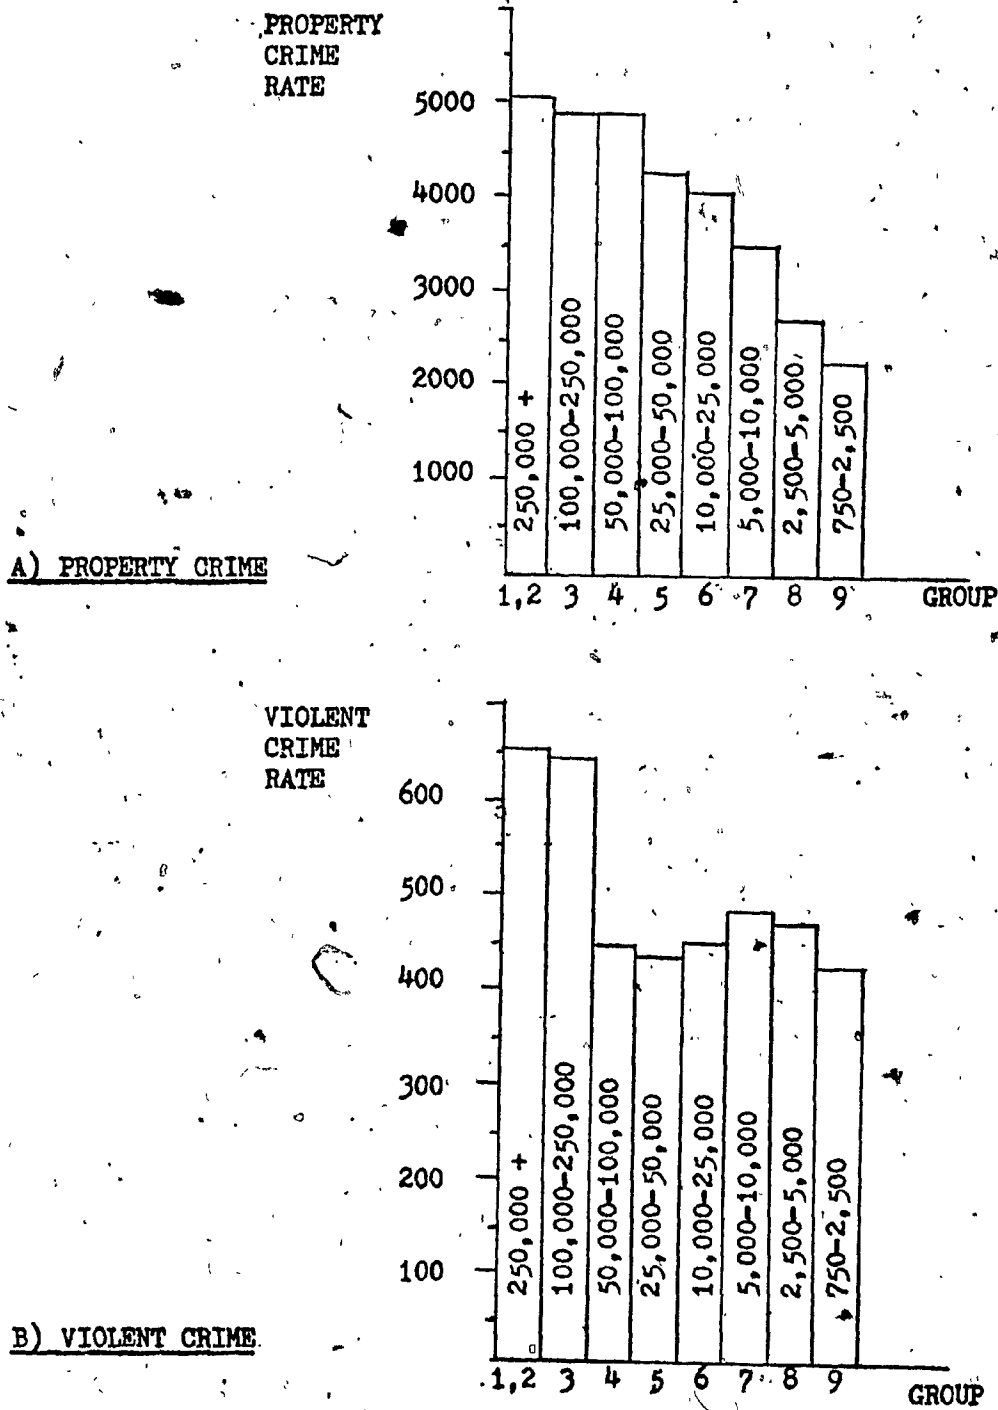 PROPERTY
CRIME
RATE
5000
4000
3000
2000
1000
250,000 +
100,000-250,000
50,000-100,000
25,000-50,000
10,000-25,000
5,000-10,000
2,500-5,000
750-2,500
A) PROPERTY CRIME
1,2 3 4 5 6 7 8 9 GROUP
VIOLENT
CRIME
RATE
600
500
400
300
200
100
250,000 +
100,000-250,000
50,000-100,000
25,000-50,000
10,000-25,000
5,000-10,000
2,500-5,000
750-2,500
B) VIOLENT CRIME
1,2 3 4 5 6 7 8 9
GROUP